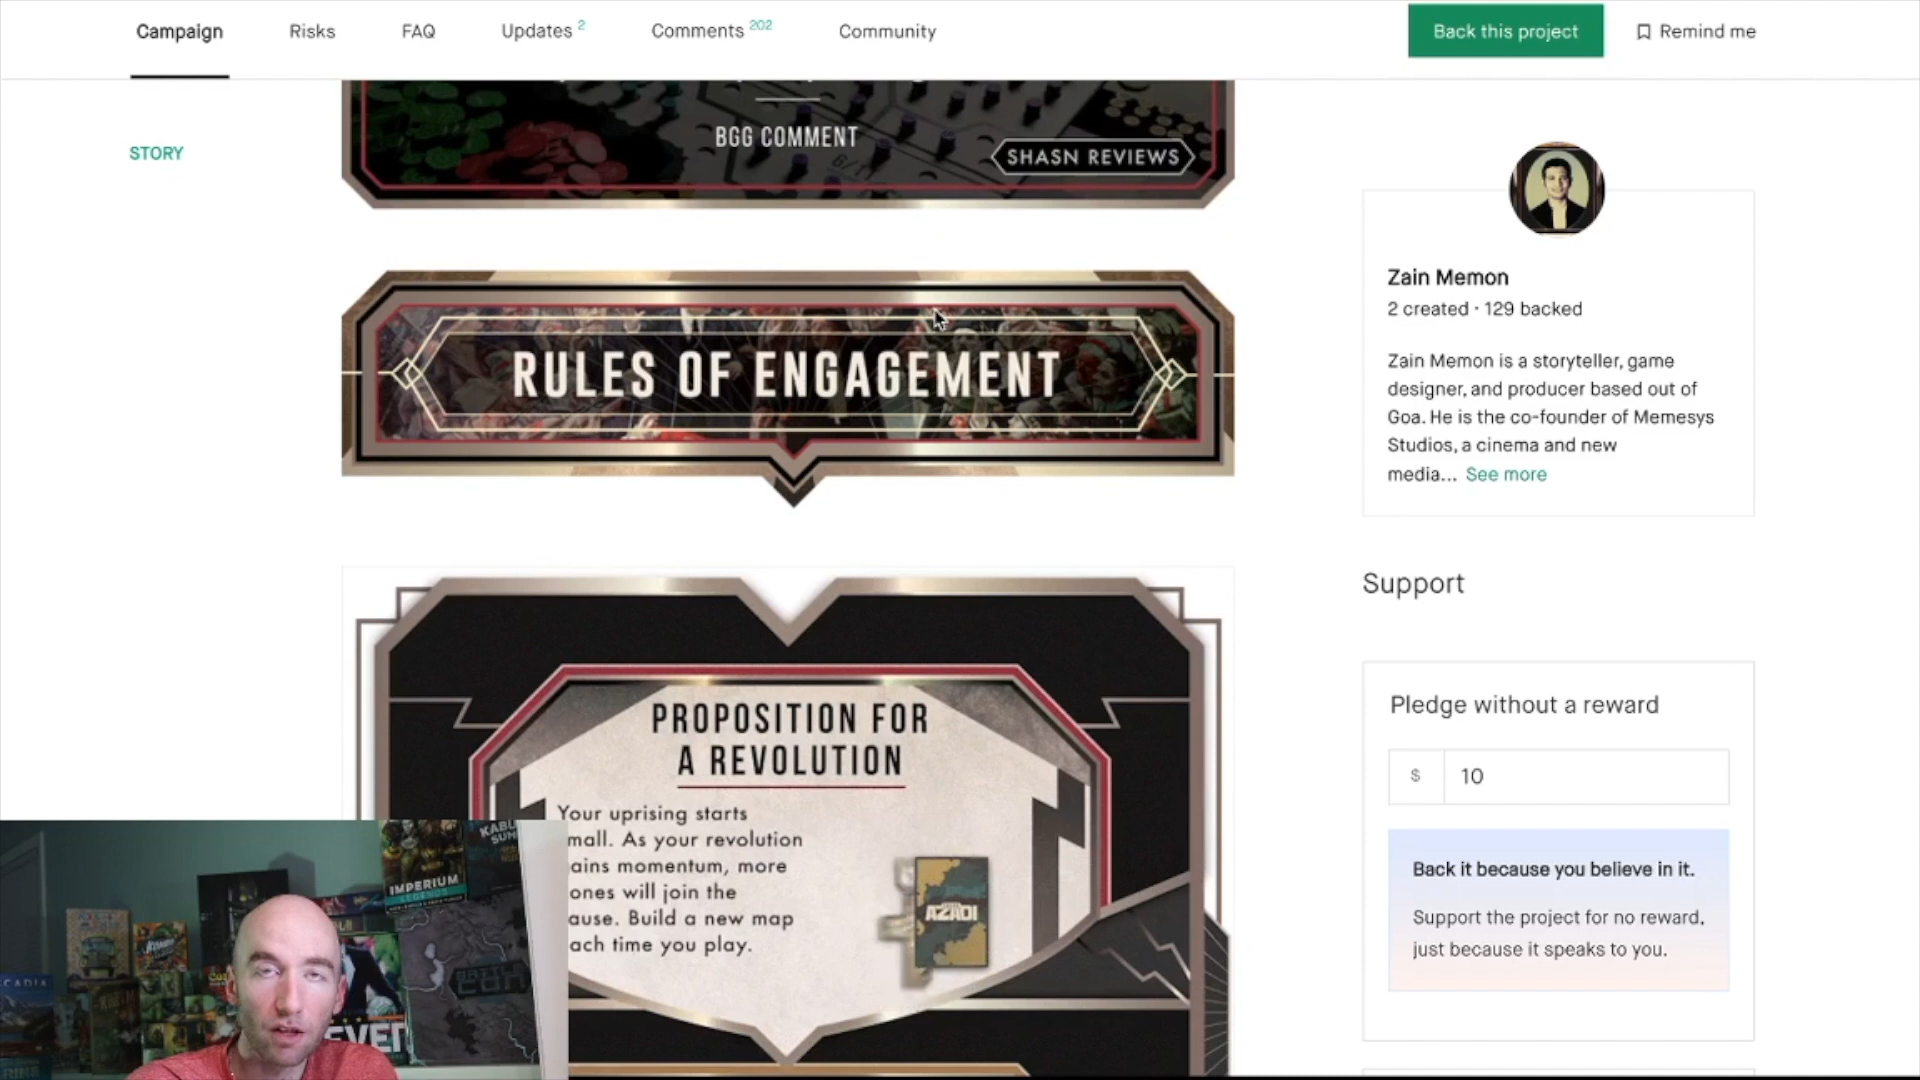 Campaign
Risks
FAQ
Updates 2
Comments 202
Community
Back this project
Remind me
STORY
BGG COMMENT
SHASN REVIEWS
RULES OF ENGAGEMENT
Zain Memon
2 created · 129 backed
Zain Memon is a storyteller, game
designer, and producer based out of
Goa. He is the co-founder of Memesys
Studios, a cinema and new
media... See more
Support
Pledge without a reward
$ 10
Back it because you believe in it.
Support the project for no reward,
just because it speaks to you.
PROPOSITION FOR
A REVOLUTION
Your uprising starts
mall. As your revolution
ains momentum, more
ones will join the
ause. Build a new map
ach time you play.
AZADI
IMPERIUM
LEGENDS
KABU
SUM
CADIA
EVEN